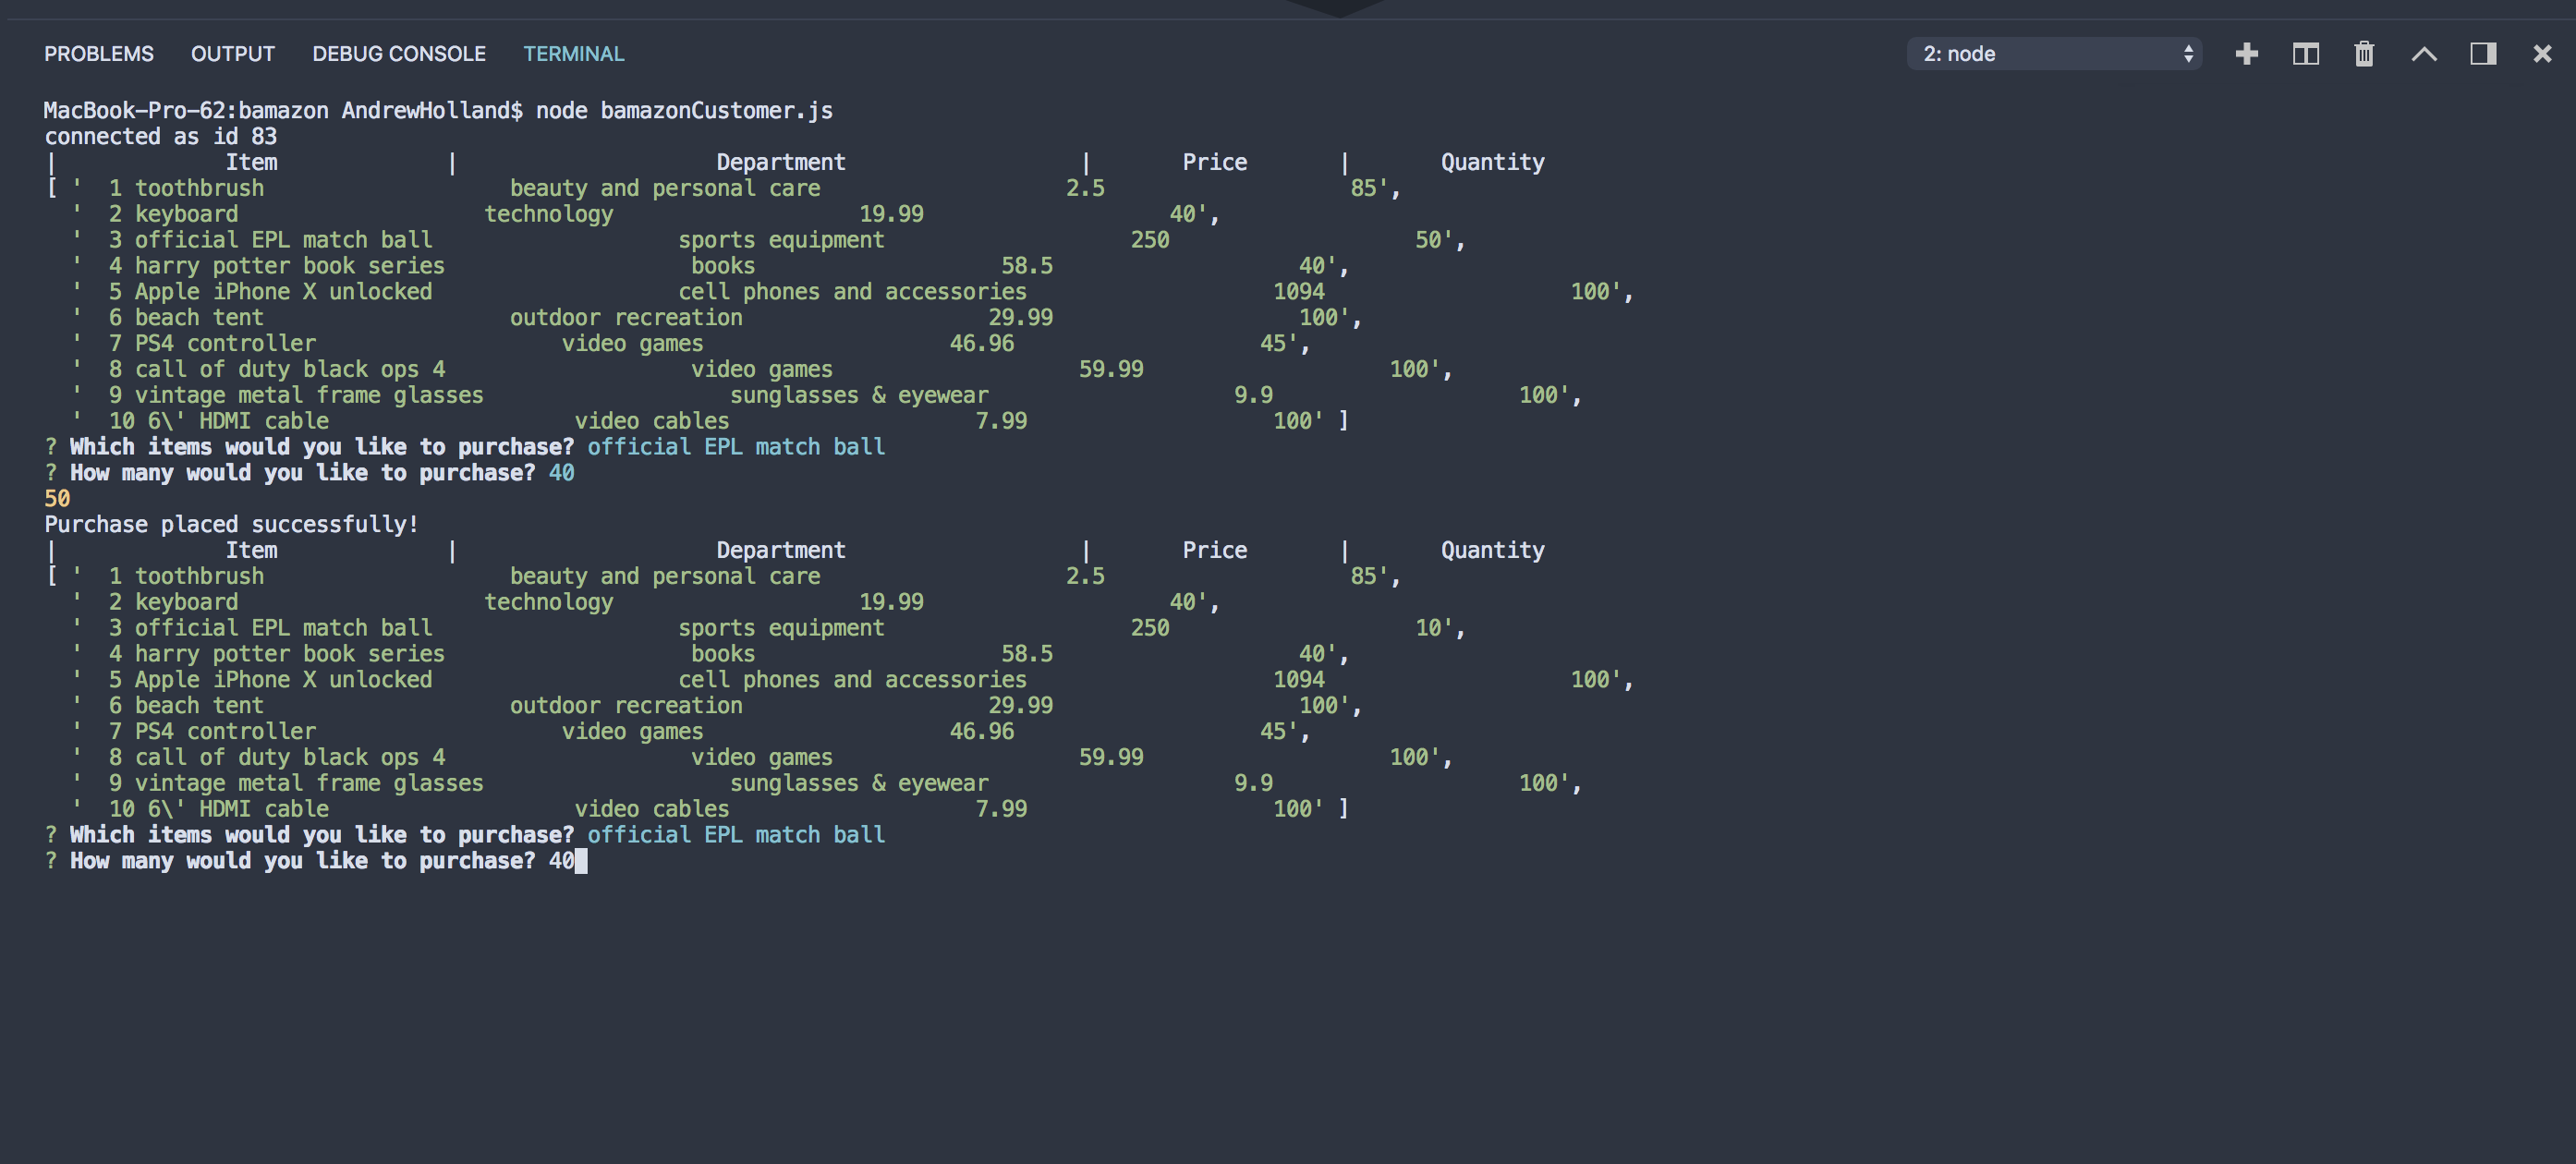 PROBLEMS OUTPUT DEBUG CONSOLE TERMINAL 2: node
MacBook-Pro-62:bamazon AndrewHolland$ node bamazonCustomer.js
connected as id 83
|             Item             |                    Department                  |       Price       |       Quantity
[ '  1 toothbrush                   beauty and personal care                   2.5                   85',
  '  2 keyboard                   technology                   19.99                   40',
  '  3 official EPL match ball                   sports equipment                   250                   50',
  '  4 harry potter book series                   books                   58.5                   40',
  '  5 Apple iPhone X unlocked                   cell phones and accessories                   1094                   100',
  '  6 beach tent                   outdoor recreation                   29.99                   100',
  '  7 PS4 controller                   video games                   46.96                   45',
  '  8 call of duty black ops 4                   video games                   59.99                   100',
  '  9 vintage metal frame glasses                   sunglasses & eyewear                   9.9                   100',
  '  10 6\' HDMI cable                   video cables                   7.99                   100' ]
? Which items would you like to purchase? official EPL match ball
? How many would you like to purchase? 40
50
Purchase placed successfully!
|             Item             |                    Department                  |       Price       |       Quantity
[ '  1 toothbrush                   beauty and personal care                   2.5                   85',
  '  2 keyboard                   technology                   19.99                   40',
  '  3 official EPL match ball                   sports equipment                   250                   10',
  '  4 harry potter book series                   books                   58.5                   40',
  '  5 Apple iPhone X unlocked                   cell phones and accessories                   1094                   100',
  '  6 beach tent                   outdoor recreation                   29.99                   100',
  '  7 PS4 controller                   video games                   46.96                   45',
  '  8 call of duty black ops 4                   video games                   59.99                   100',
  '  9 vintage metal frame glasses                   sunglasses & eyewear                   9.9                   100',
  '  10 6\' HDMI cable                   video cables                   7.99                   100' ]
? Which items would you like to purchase? official EPL match ball
? How many would you like to purchase? 40